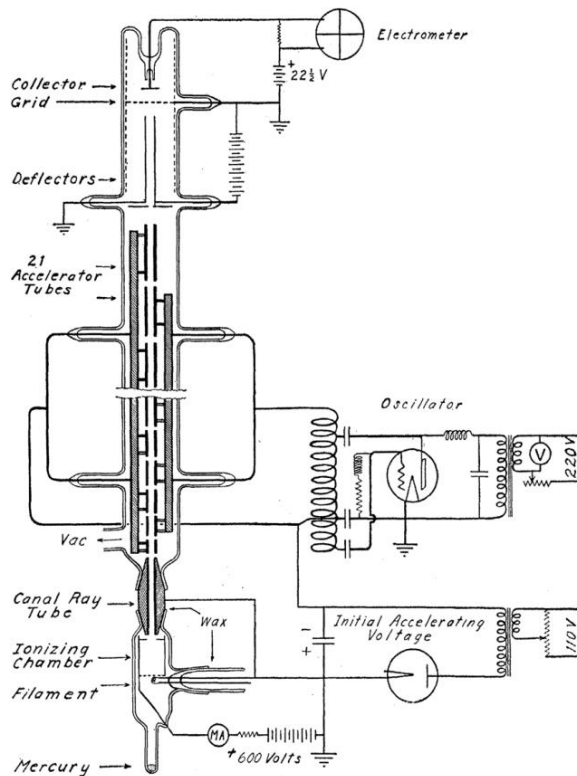 Electrometer
+
22½ V
Collector
Grid
Deflectors
21
Accelerator
Tubes
Oscillator
V
220V
Vac
Canal Ray
Tube
Wax
Initial Accelerating
Voltage
-
+
110V
Ionizing
Chamber
Filament
MA
+600 Volts
Mercury